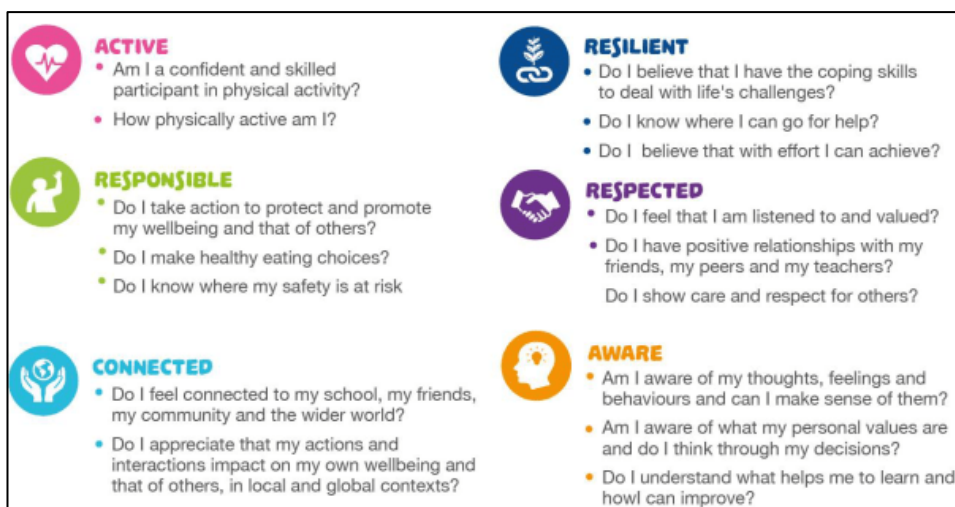 ACTIVE
• Am I a confident and skilled
participant in physical activity?
• How physically active am I?
RESPONSIBLE
• Do I take action to protect and promote
my wellbeing and that of others?
• Do I make healthy eating choices?
• Do I know where my safety is at risk
CONNECTED
• Do I feel connected to my school, my friends,
my community and the wider world?
• Do I appreciate that my actions and
interactions impact on my own wellbeing and
that of others, in local and global contexts?
RESILIENT
• Do I believe that I have the coping skills
to deal with life's challenges?
• Do I know where I can go for help?
• Do I believe that with effort I can achieve?
RESPECTED
• Do I feel that I am listened to and valued?
• Do I have positive relationships with my
friends, my peers and my teachers?
Do I show care and respect for others?
AWARE
• Am I aware of my thoughts, feelings and
behaviours and can I make sense of them?
• Am I aware of what my personal values are
and do I think through my decisions?
• Do I understand what helps me to learn and
howI can improve?